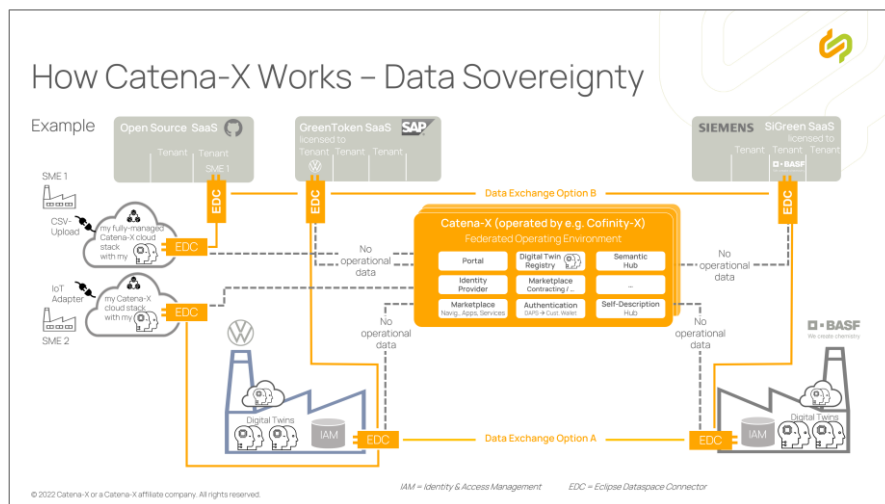 How Catena-X Works – Data Sovereignty
Example
Open Source SaaS
Tenant
Tenant
SME 1
GreenToken SaaS
SAP
licensed to
Tenant
Tenant
Tenant
SIEMENS
SiGreen SaaS
licensed to
Tenant
Tenant
Tenant
BASF
SME 1
CSV-
Upload
my fully-managed
Catena-X cloud
stack
with my
EDC
EDC
EDC
EDC
Data Exchange Option B
Catena-X (operated by e.g. Cofinity-X)
Federated Operating Environment
Portal
Digital Twin
Registry
Semantic
Hub
Identity
Provider
Marketplace
Contracting / ...
...
Marketplace
Navig., Apps, Services
Authentication
DAPS → Cust. Wallet
Self-Description
Hub
No
operational
data
No
operational
data
IoT
Adapter
my Catena-X
cloud stack
with my
EDC
SME 2
No
operational
data
No
operational
data
BASF
We create chemistry
Digital Twins
IAM
EDC
Data Exchange Option A
EDC
IAM
Digital Twins
IAM = Identity & Access Management
EDC = Eclipse Dataspace Connector
© 2022 Catena-X or a Catena-X affiliate company. All rights reserved.